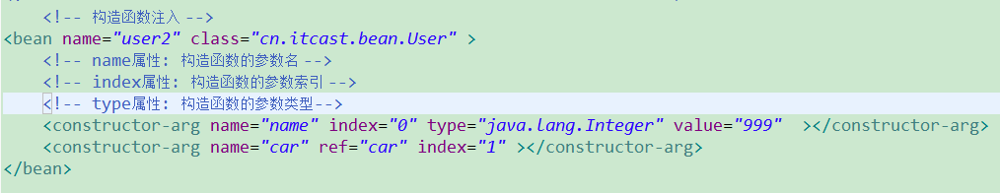 <!-- 构造函数注入 -->
<bean name="user2" class="cn.itcast.bean.User" >
<!-- name属性: 构造函数的参数名 -->
<!-- index属性: 构造函数的参数索引 -->
<!-- type属性: 构造函数的参数类型-->
<constructor-arg name="name" index="0" type="java.lang.Integer" value="999"  ></constructor-arg>
<constructor-arg name="car" ref="car" index="1" ></constructor-arg>
</bean>